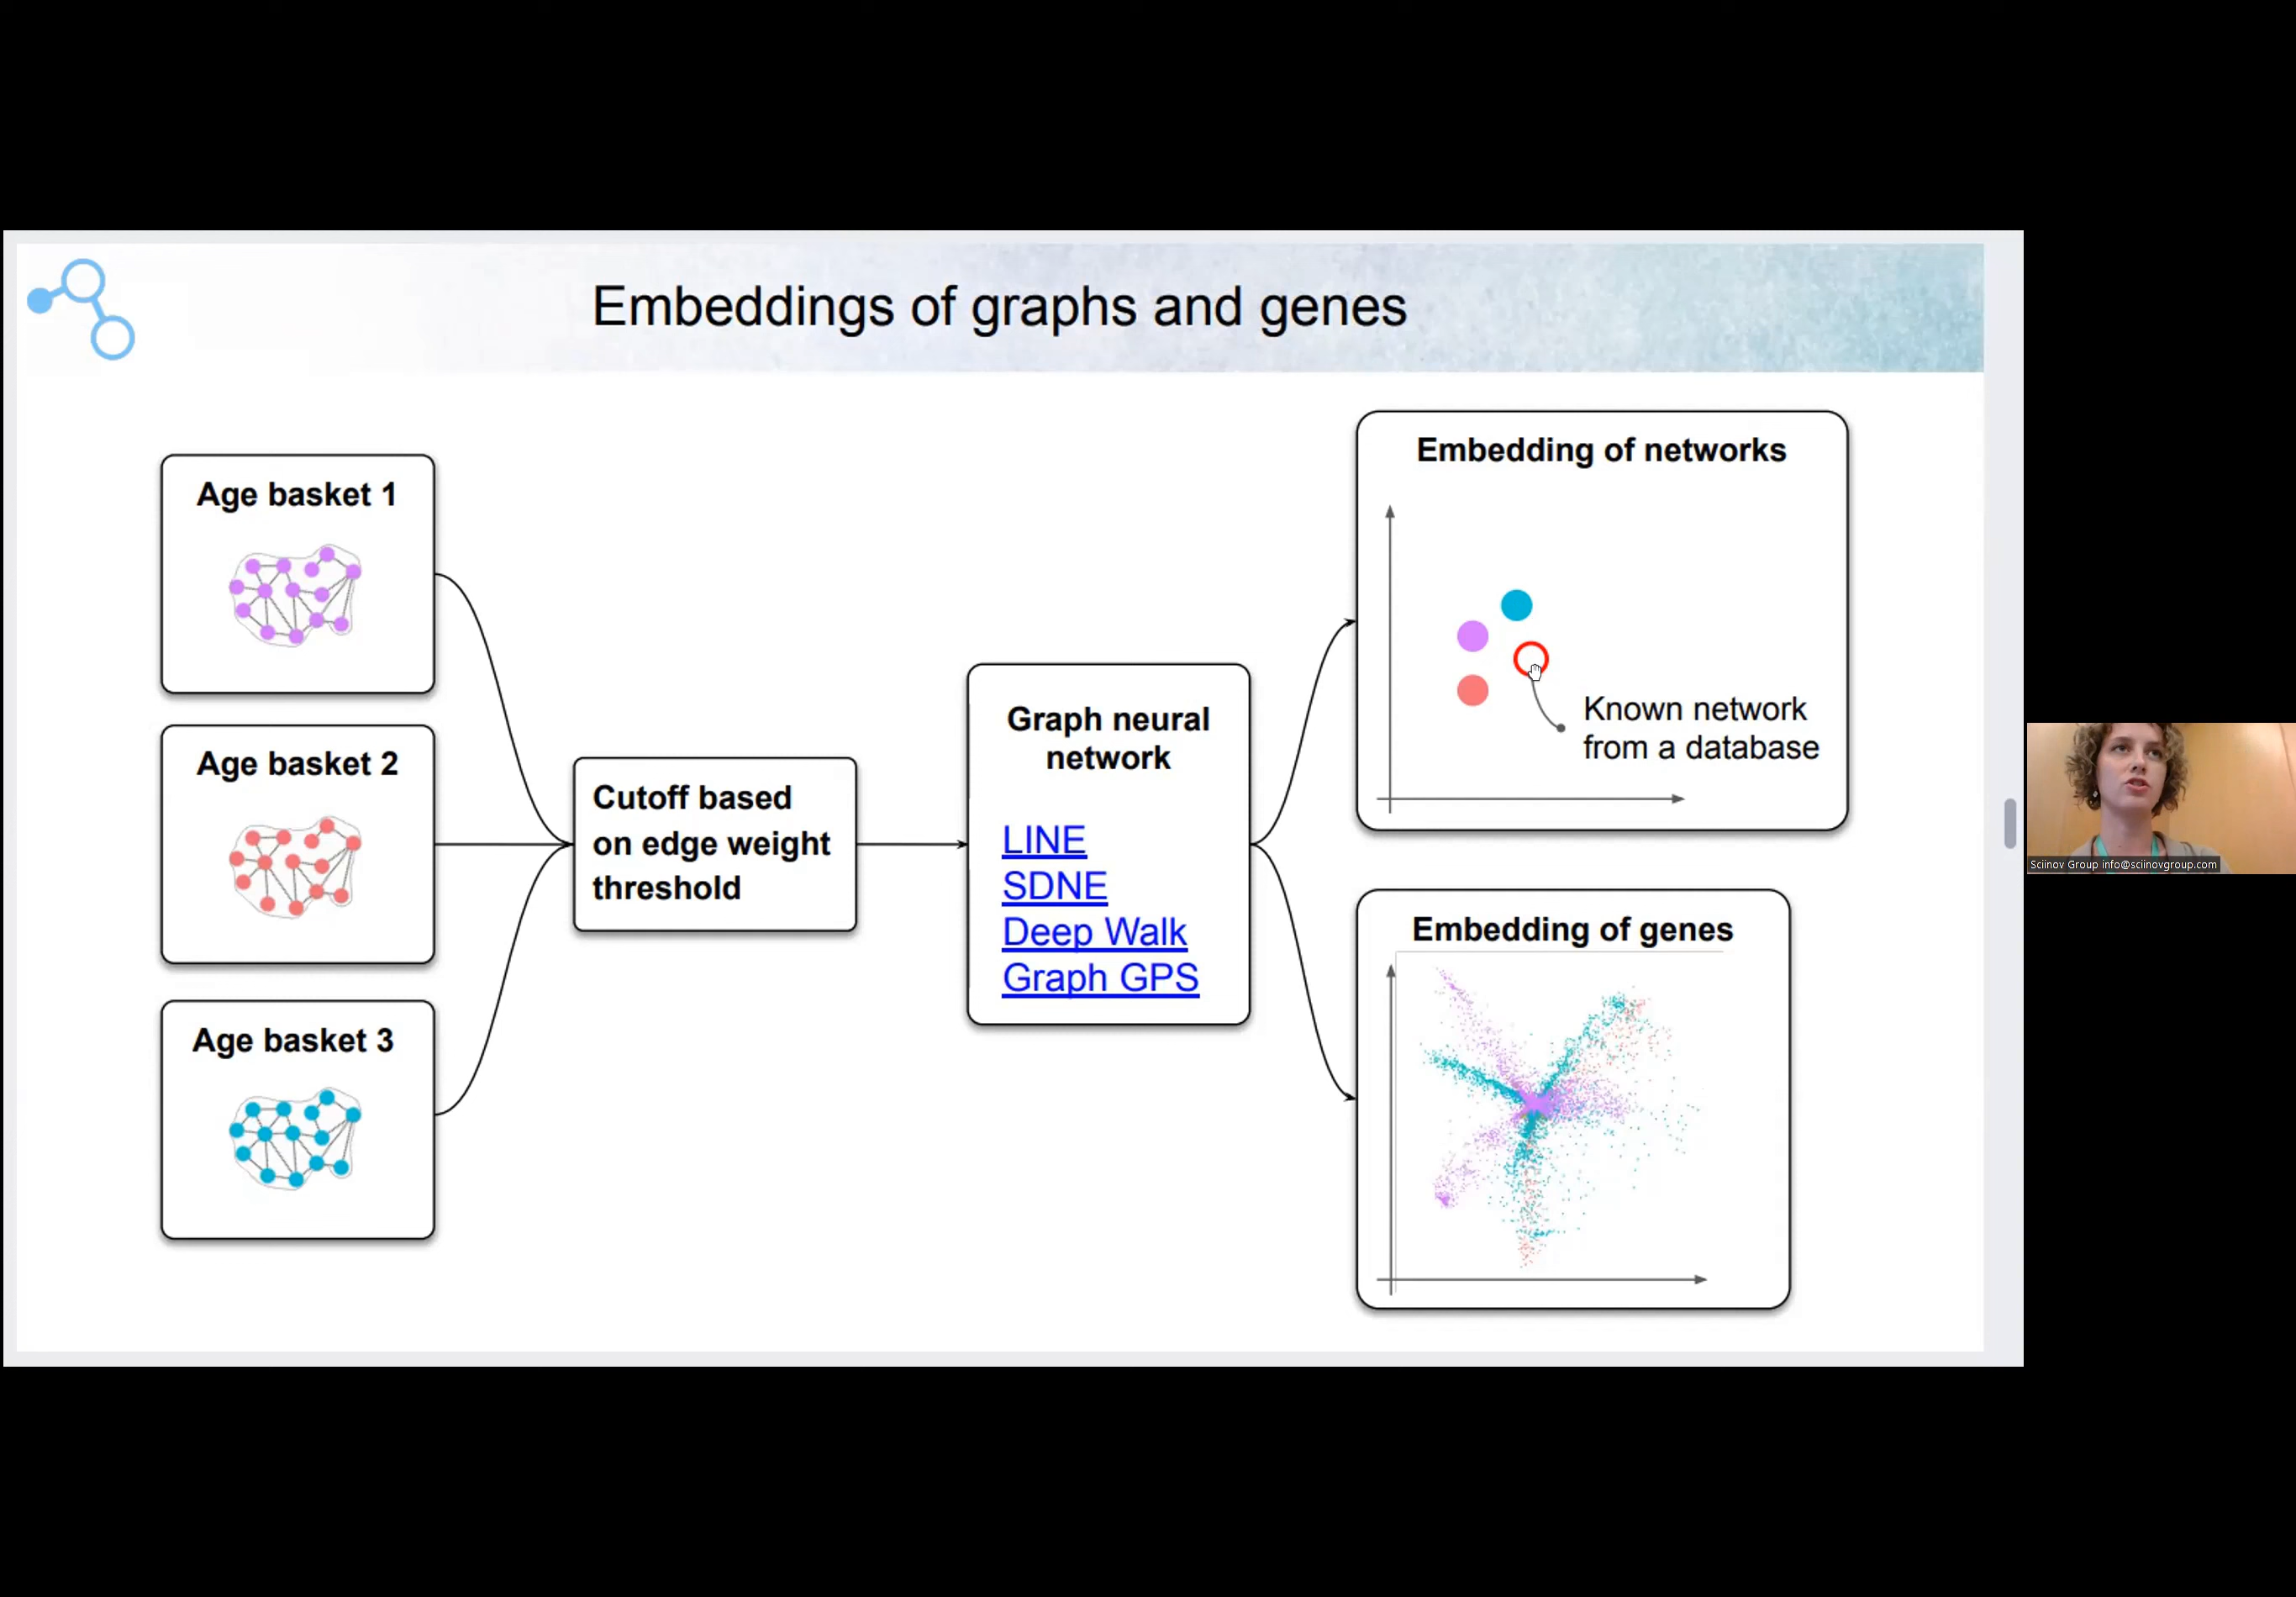 Embeddings of graphs and genes
Age basket 1
Age basket 2
Age basket 3
Cutoff based
on edge weight
threshold
Graph neural
network
LINE
SDNE
Deep Walk
Graph GPS
Embedding of networks
Known network
from a database
Embedding of genes
Sciinov Group info@sciinovgroup.com